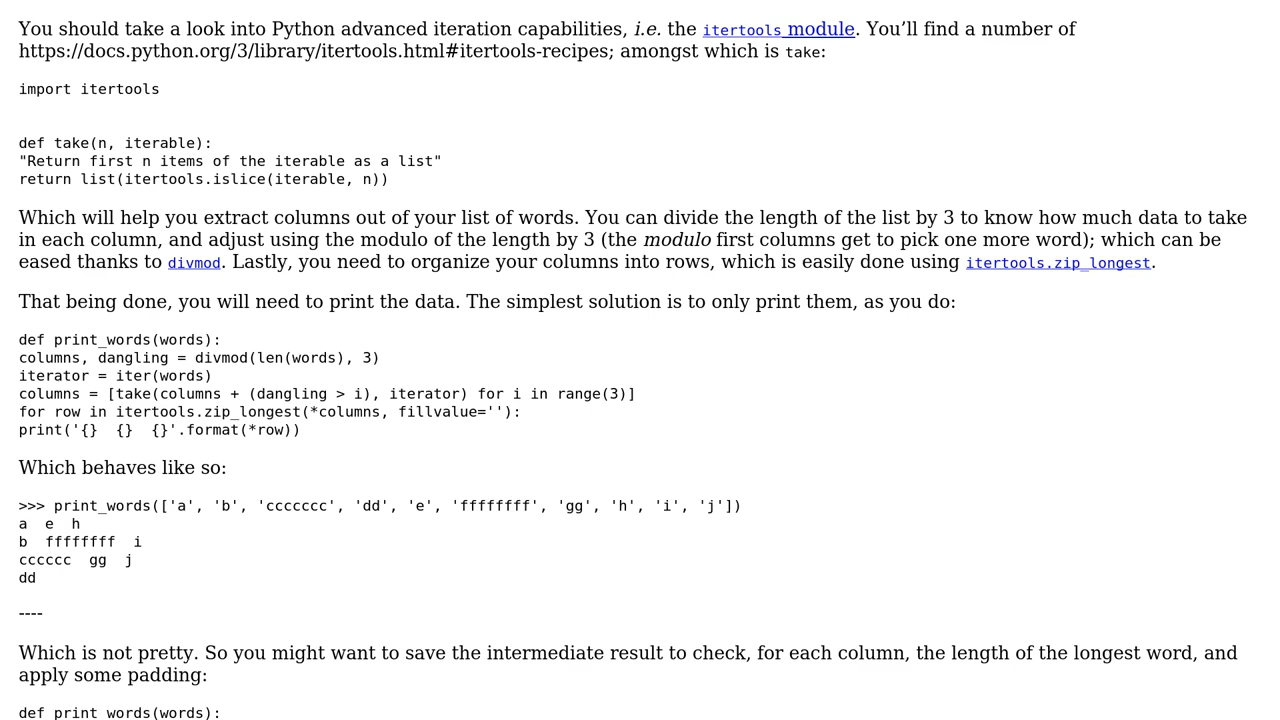 You should take a look into Python advanced iteration capabilities, i.e. the itertools module. You’ll find a number of
https://docs.python.org/3/library/itertools.html#itertools-recipes; amongst which is take:
import itertools
def take(n, iterable):
"Return first n items of the iterable as a list"
return list(itertools.islice(iterable, n))
Which will help you extract columns out of your list of words. You can divide the length of the list by 3 to know how much data to take
in each column, and adjust using the modulo of the length by 3 (the modulo first columns get to pick one more word); which can be
eased thanks to divmod. Lastly, you need to organize your columns into rows, which is easily done using itertools.zip_longest.
That being done, you will need to print the data. The simplest solution is to only print them, as you do:
def print_words(words):
columns, dangling = divmod(len(words), 3)
iterator = iter(words)
columns = [take(columns + (dangling > i), iterator) for i in range(3)]
for row in itertools.zip_longest(*columns, fillvalue=''):
print('{}  {}  {}'.format(*row))
Which behaves like so:
>>> print_words(['a', 'b', 'ccccccc', 'dd', 'e', 'ffffffff', 'gg', 'h', 'i', 'j'])
a  e  h
b  ffffffff  i
cccccc  gg  j
dd
----
Which is not pretty. So you might want to save the intermediate result to check, for each column, the length of the longest word, and
apply some padding:
def print_words(words):